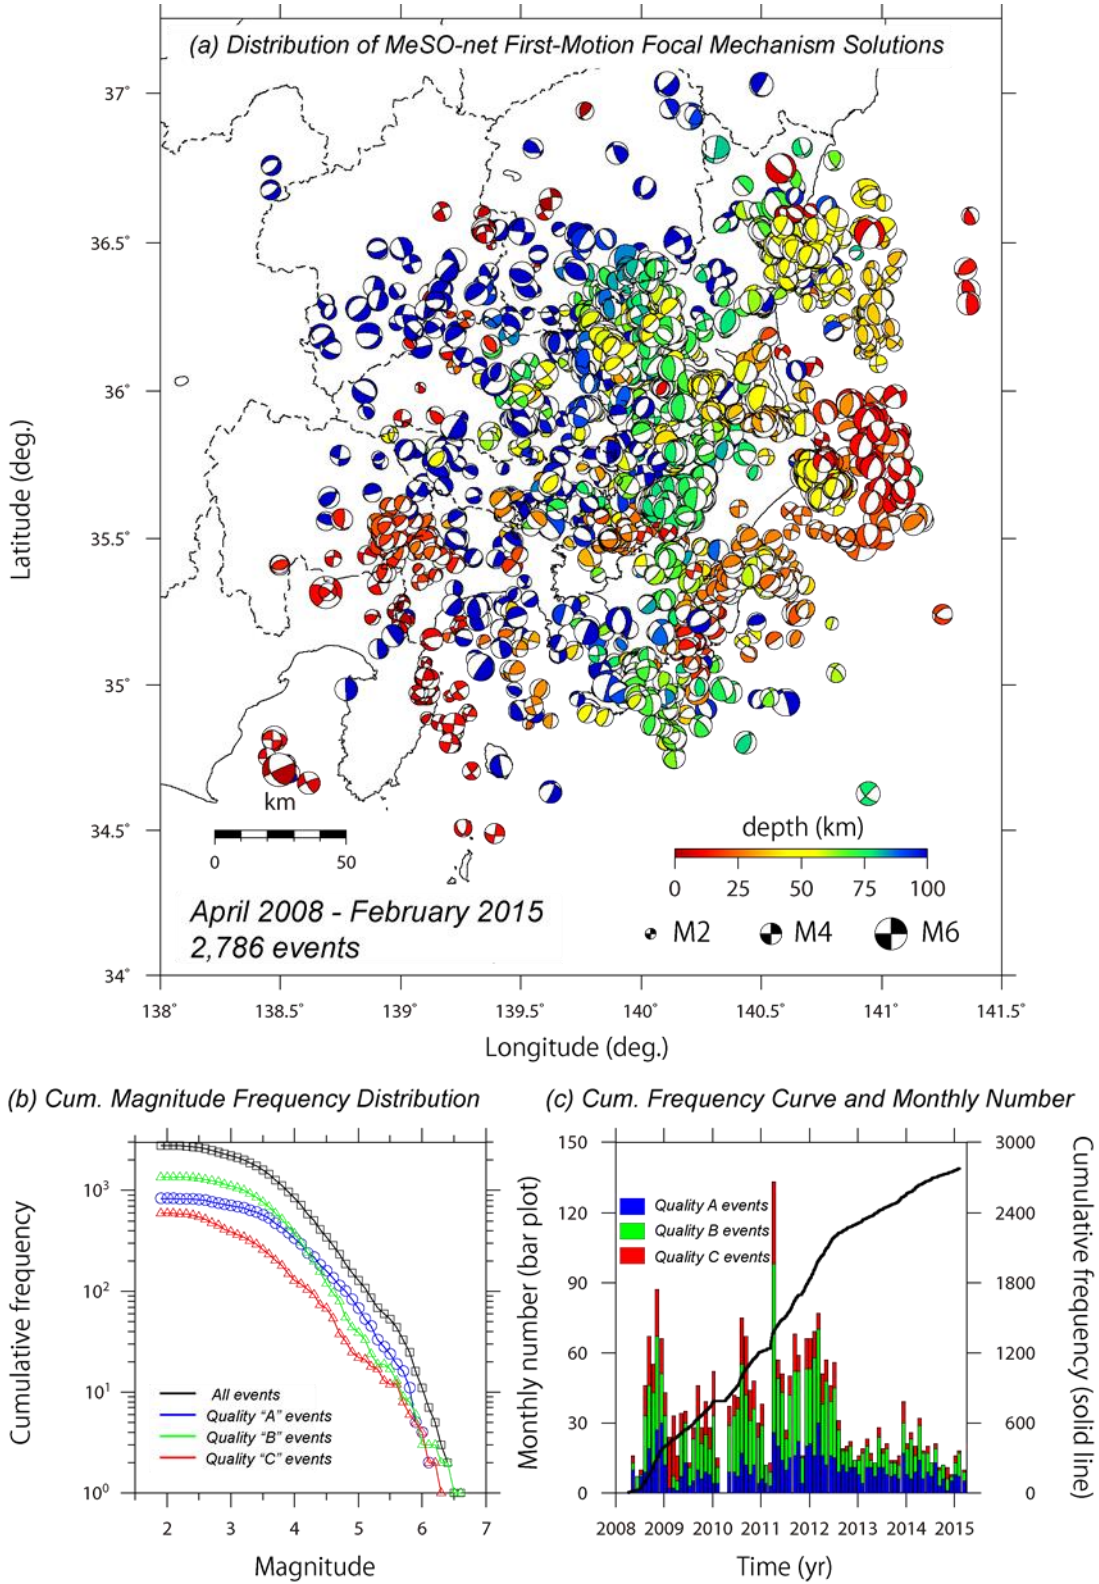 (a) Distribution of MeSO-net First-Motion Focal Mechanism Solutions
37°
36.5°
36°
35.5°
35°
34.5°
34°
Latitude (deg.)
km
0 50
depth (km)
0 25 50 75 100
M2 M4 M6
April 2008 - February 2015
2,786 events
138° 138.5° 139° 139.5° 140° 140.5° 141° 141.5°
Longitude (deg.)
(b) Cum. Magnitude Frequency Distribution
Cumulative frequency
10³
10²
10¹
10⁰
All events
Quality "A" events
Quality "B" events
Quality "C" events
2 3 4 5 6 7
Magnitude
(c) Cum. Frequency Curve and Monthly Number
Monthly number (bar plot)
150
120
90
60
30
0
Quality A events
Quality B events
Quality C events
3000
2400
1800
1200
600
0
Cumulative frequency
(solid line)
2008 2009 2010 2011 2012 2013 2014 2015
Time (yr)